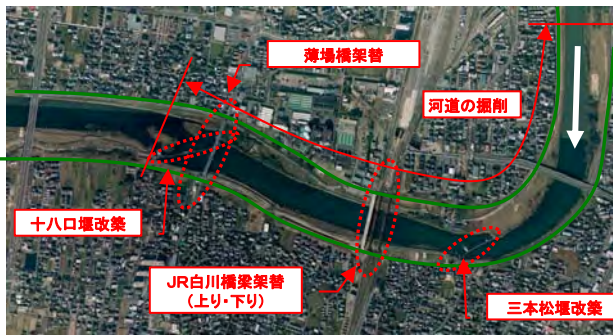 薄場橋架替
河道の掘削
十八口堰改築
JR白川橋梁架替
(上り・下り)
三本松堰改築